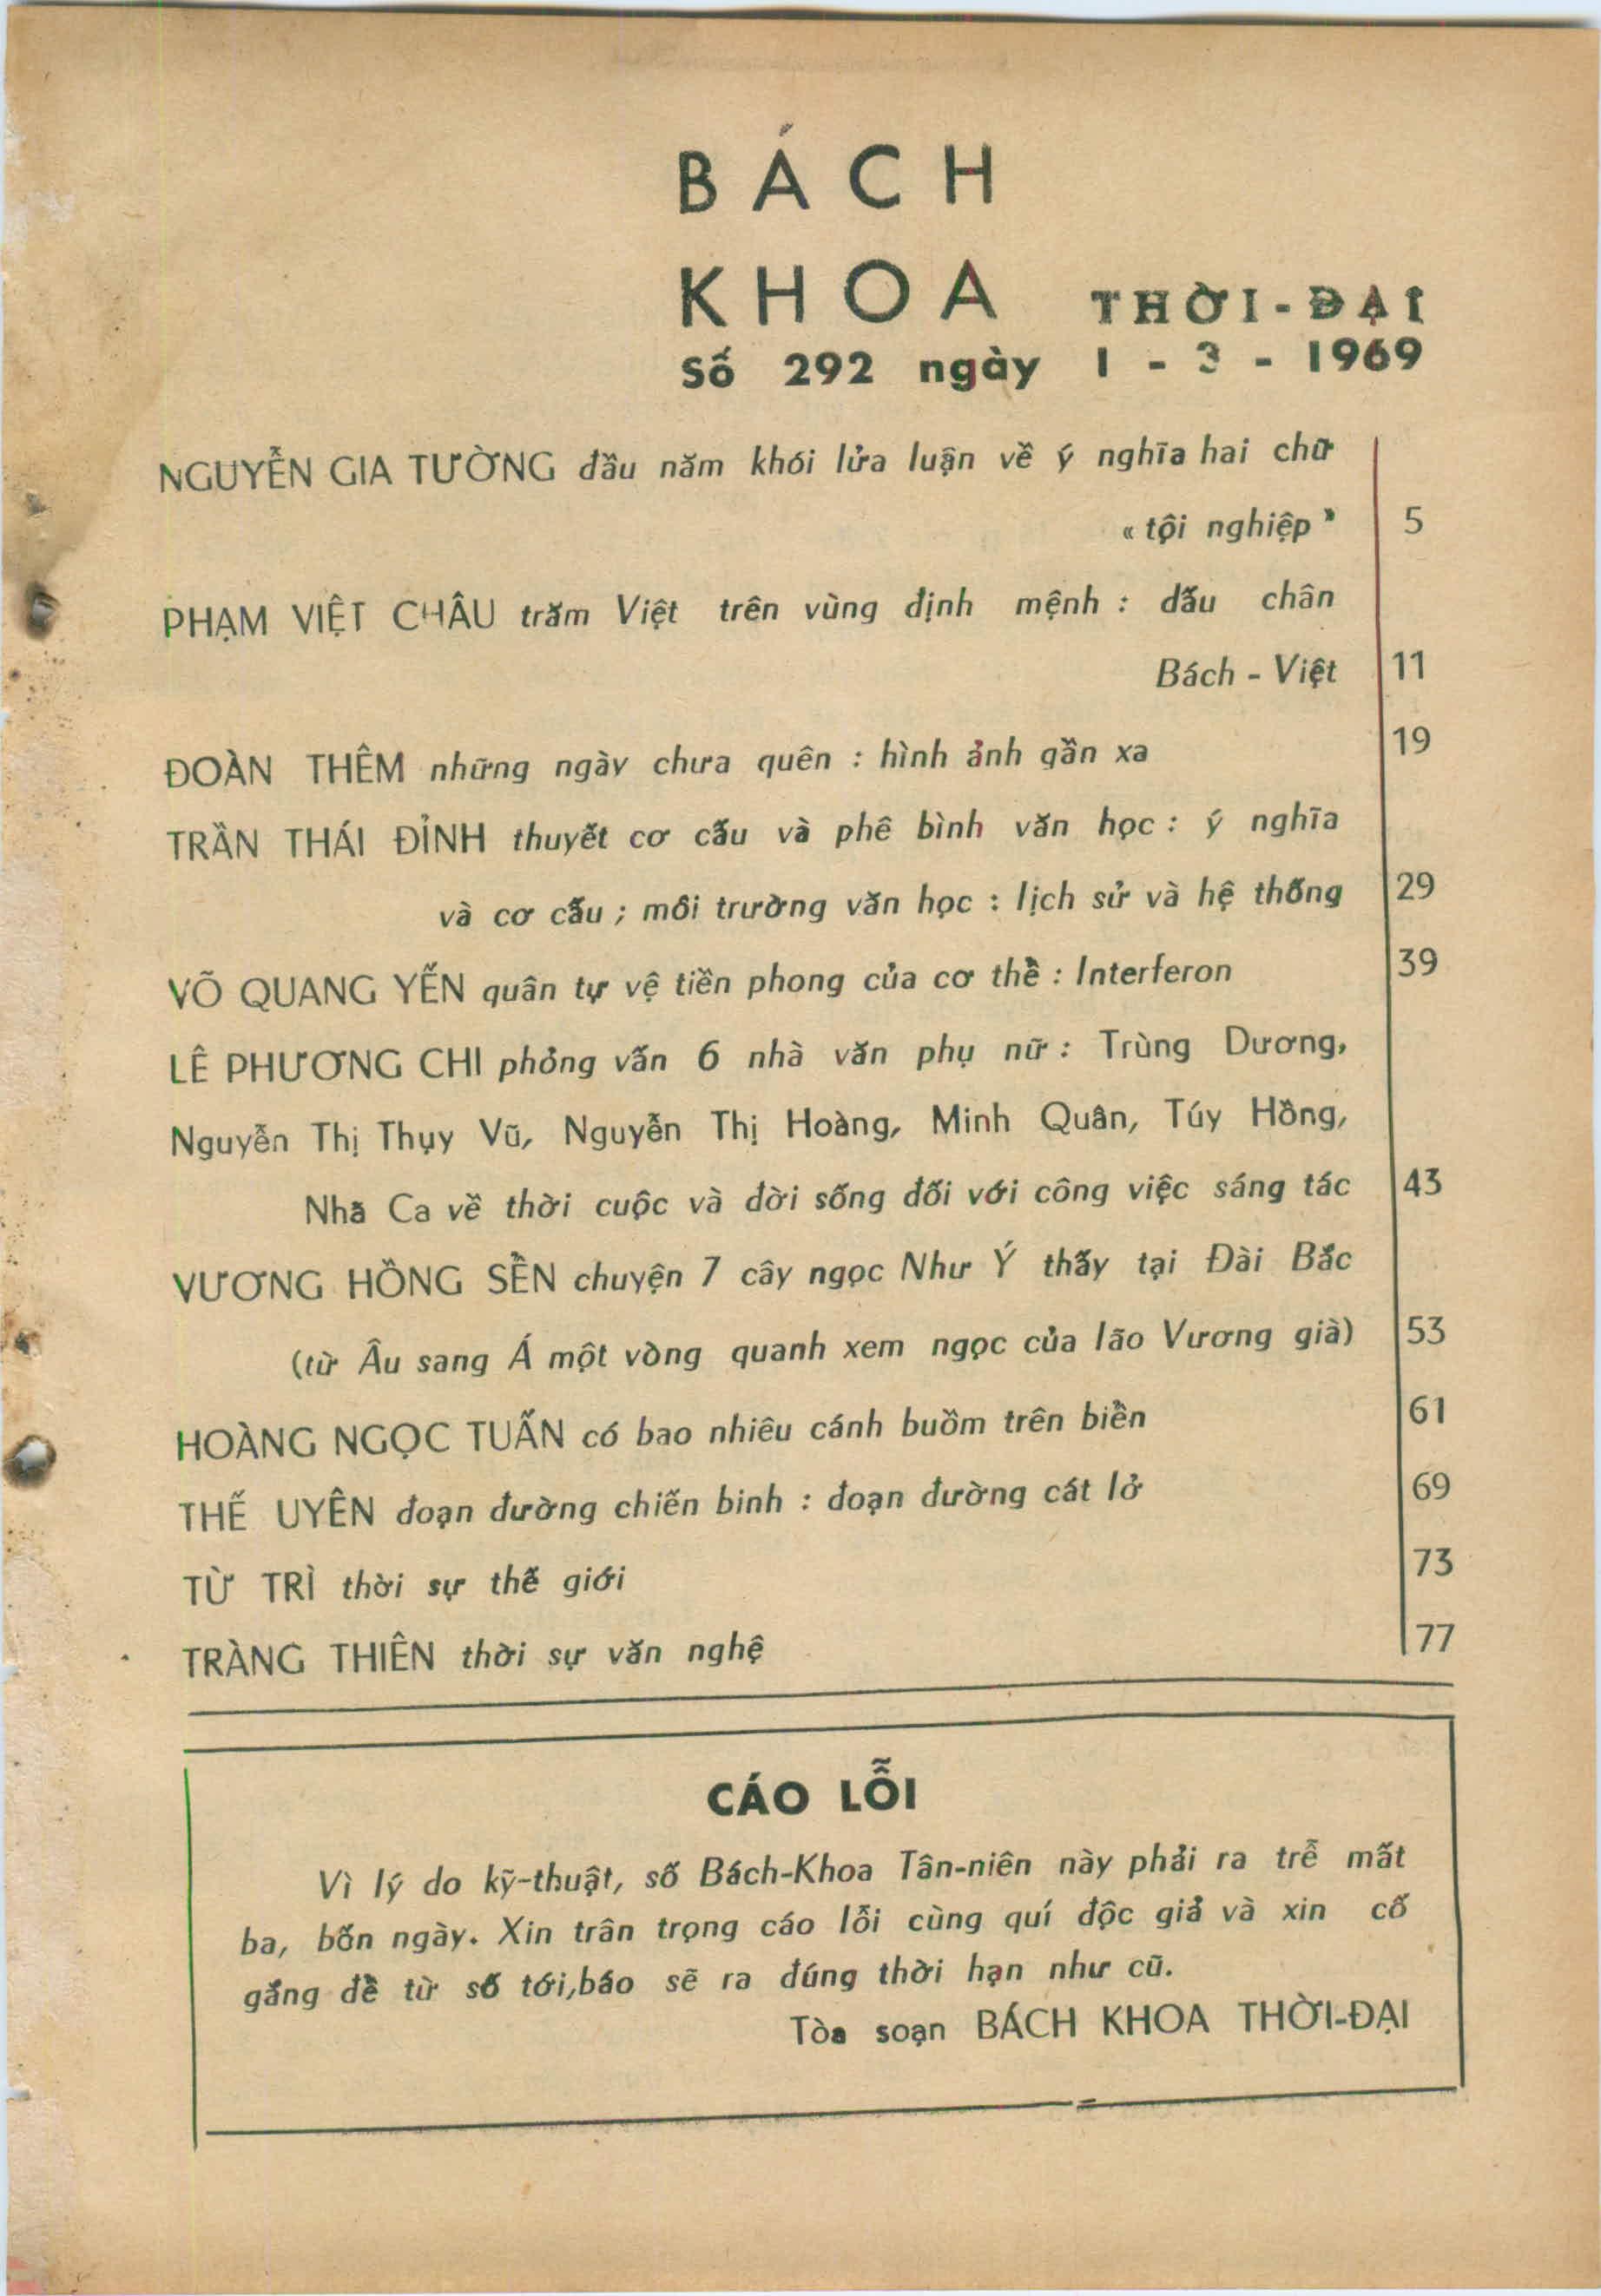 BÁCH
KHOA THỜI-ĐẠI
Số 292 ngày 1 - 3 - 1969
NGUYỄN GIA TƯỜNG đầu năm khói lửa luận về ý nghĩa hai chữ
« tội nghiệp » 5
PHẠM VIỆT CHÂU trăm Việt trên vùng định mệnh : dấu chân
Bách - Việt 11
ĐOÀN THÊM những ngày chưa quên : hình ảnh gần xa 19
TRẦN THÁI ĐỈNH thuyết cơ cấu và phê bình văn học : ý nghĩa
và cơ cấu ; môi trường văn học : lịch sử và hệ thống 29
VÕ QUANG YẾN quân tự vệ tiền phong của cơ thể : Interferon 39
LÊ PHƯƠNG CHI phỏng vấn 6 nhà văn phụ nữ : Trùng Dương,
Nguyễn Thị Thụy Vũ, Nguyễn Thị Hoàng, Minh Quân, Túy Hồng,
Nhã Ca về thời cuộc và đời sống đối với công việc sáng tác 43
VƯƠNG HỒNG SỂN chuyện 7 cây ngọc Như Ý thấy tại Đài Bắc
(từ Âu sang Á một vòng quanh xem ngọc của lão Vương già) 53
HOÀNG NGỌC TUẤN có bao nhiêu cánh buồm trên biển 61
THẾ UYÊN đoạn đường chiến binh : đoạn đường cát lở 69
TỪ TRÌ thời sự thế giới 73
TRÀNG THIÊN thời sự văn nghệ 77
CÁO LỖI
Vì lý do kỹ-thuật, số Bách-Khoa Tân-niên này phải ra trễ mất
ba, bốn ngày. Xin trân trọng cáo lỗi cùng quí độc giả và xin cố
gắng để từ số tới,báo sẽ ra đúng thời hạn như cũ.
Tòa soạn BÁCH KHOA THỜI-ĐẠI